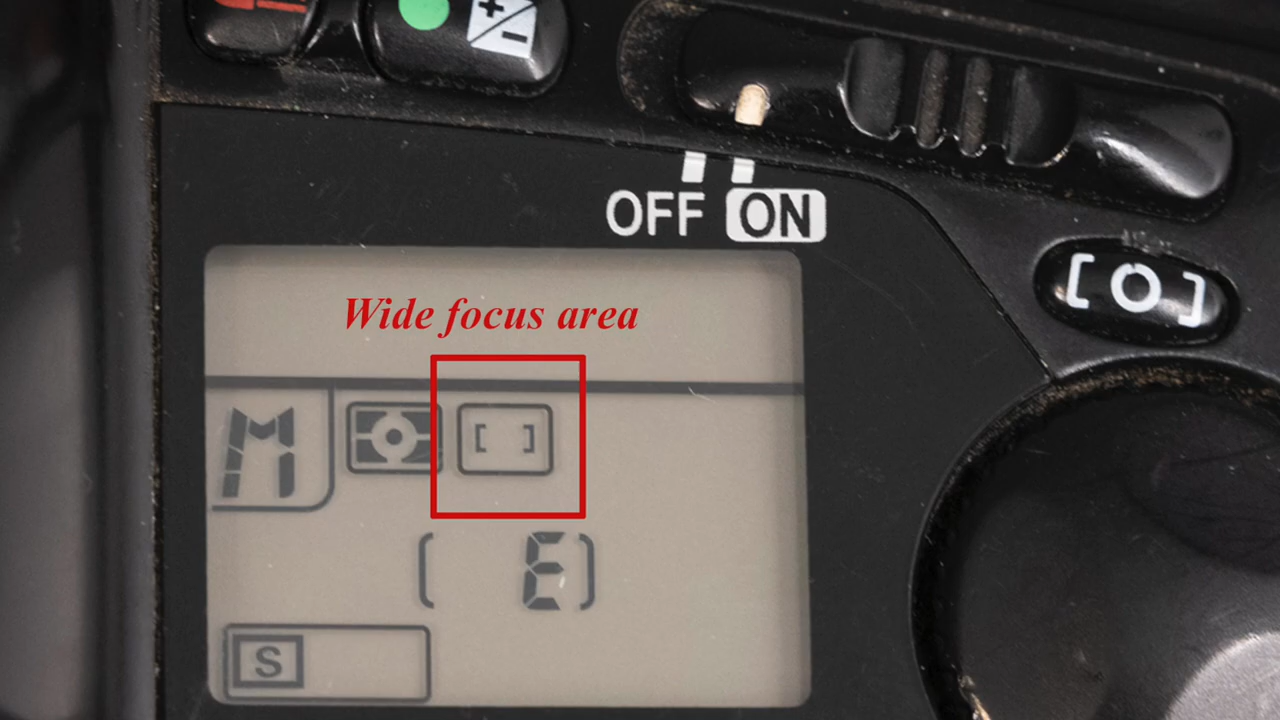 + −
OFF ON
[ O ]
Wide focus area
M
[ ]
( E )
S